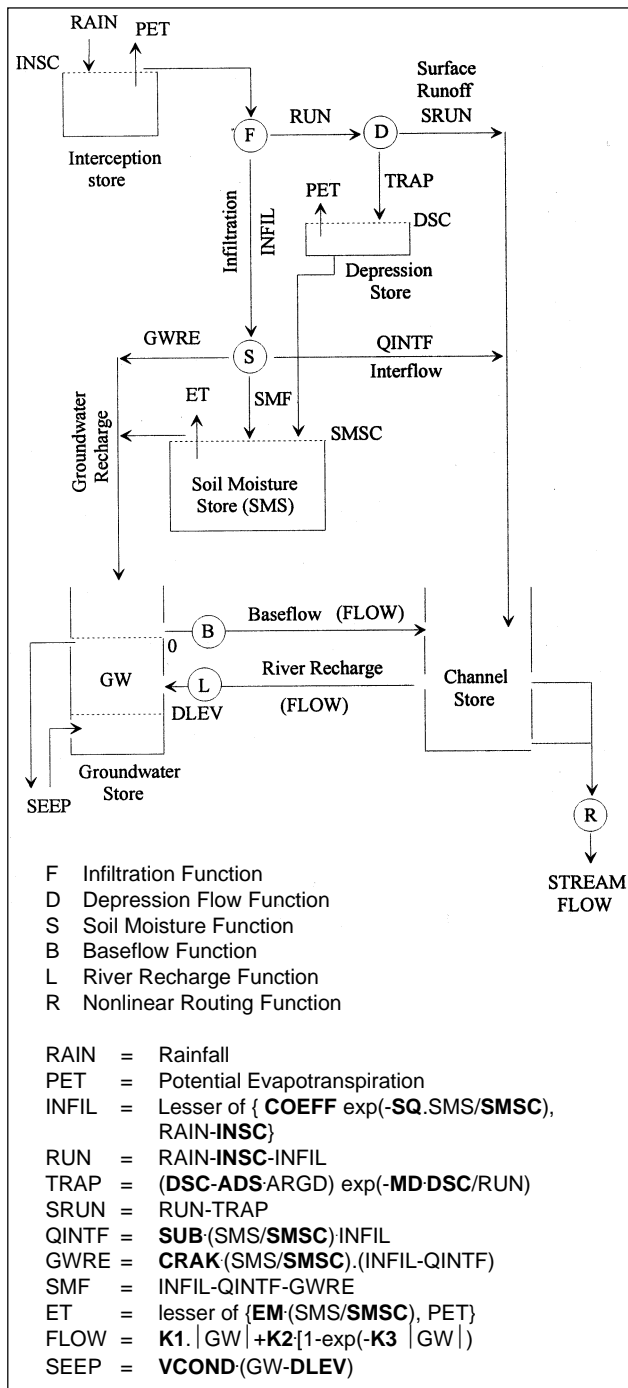 RAIN
PET
INSC
Interception
store
F
RUN
D
Surface
Runoff
SRUN
TRAP
PET
DSC
Depression
Store
Infiltration
INFIL
GWRE
S
QINTF
Interflow
ET
SMF
SMSC
Soil Moisture
Store (SMS)
Groundwater
Recharge
0
B
Baseflow (FLOW)
GW
L
River Recharge
(FLOW)
DLEV
Channel
Store
Groundwater
Store
SEEP
R
STREAM
FLOW
F Infiltration Function
D Depression Flow Function
S Soil Moisture Function
B Baseflow Function
L River Recharge Function
R Nonlinear Routing Function
RAIN = Rainfall
PET = Potential Evapotranspiration
INFIL = Lesser of { COEFF exp(-SQ.SMS/SMSC),
RAIN-INSC}
RUN = RAIN-INSC-INFIL
TRAP = (DSC-ADS·ARGD) exp(-MD·DSC/RUN)
SRUN = RUN-TRAP
QINTF = SUB·(SMS/SMSC)·INFIL
GWRE = CRAK·(SMS/SMSC).(INFIL-QINTF)
SMF = INFIL-QINTF-GWRE
ET = lesser of {EM·(SMS/SMSC), PET}
FLOW = K1.|GW|+K2·[1-exp(-K3 |GW|)
SEEP = VCOND·(GW-DLEV)